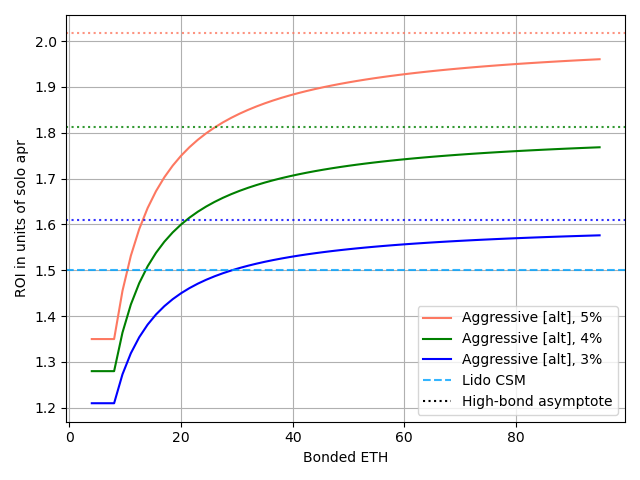 2.0
1.9
1.8
1.7
1.6
1.5
1.4
1.3
1.2
ROI in units of solo apr
0
20
40
60
80
Bonded ETH
Aggressive [alt], 5%
Aggressive [alt], 4%
Aggressive [alt], 3%
Lido CSM
High-bond asymptote